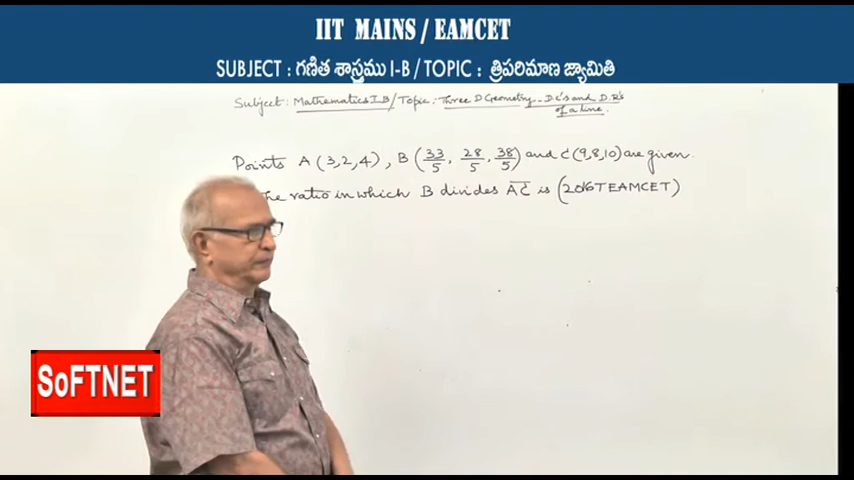 IIT MAINS / EAMCET
SUBJECT : గణిత శాస్త్రము I-B / TOPIC : త్రిపరిమాణ జ్యామితి
Subject: Mathematics I B / Topic: Three D Geometry - D.C's and D.R's
of a line.
Points A (3,2,4), B (33/5, 28/5, 38/5) and C (9,8,10) are given.
The ratio in which B divides AC is (2016 TEAMCET)
SoFTNET